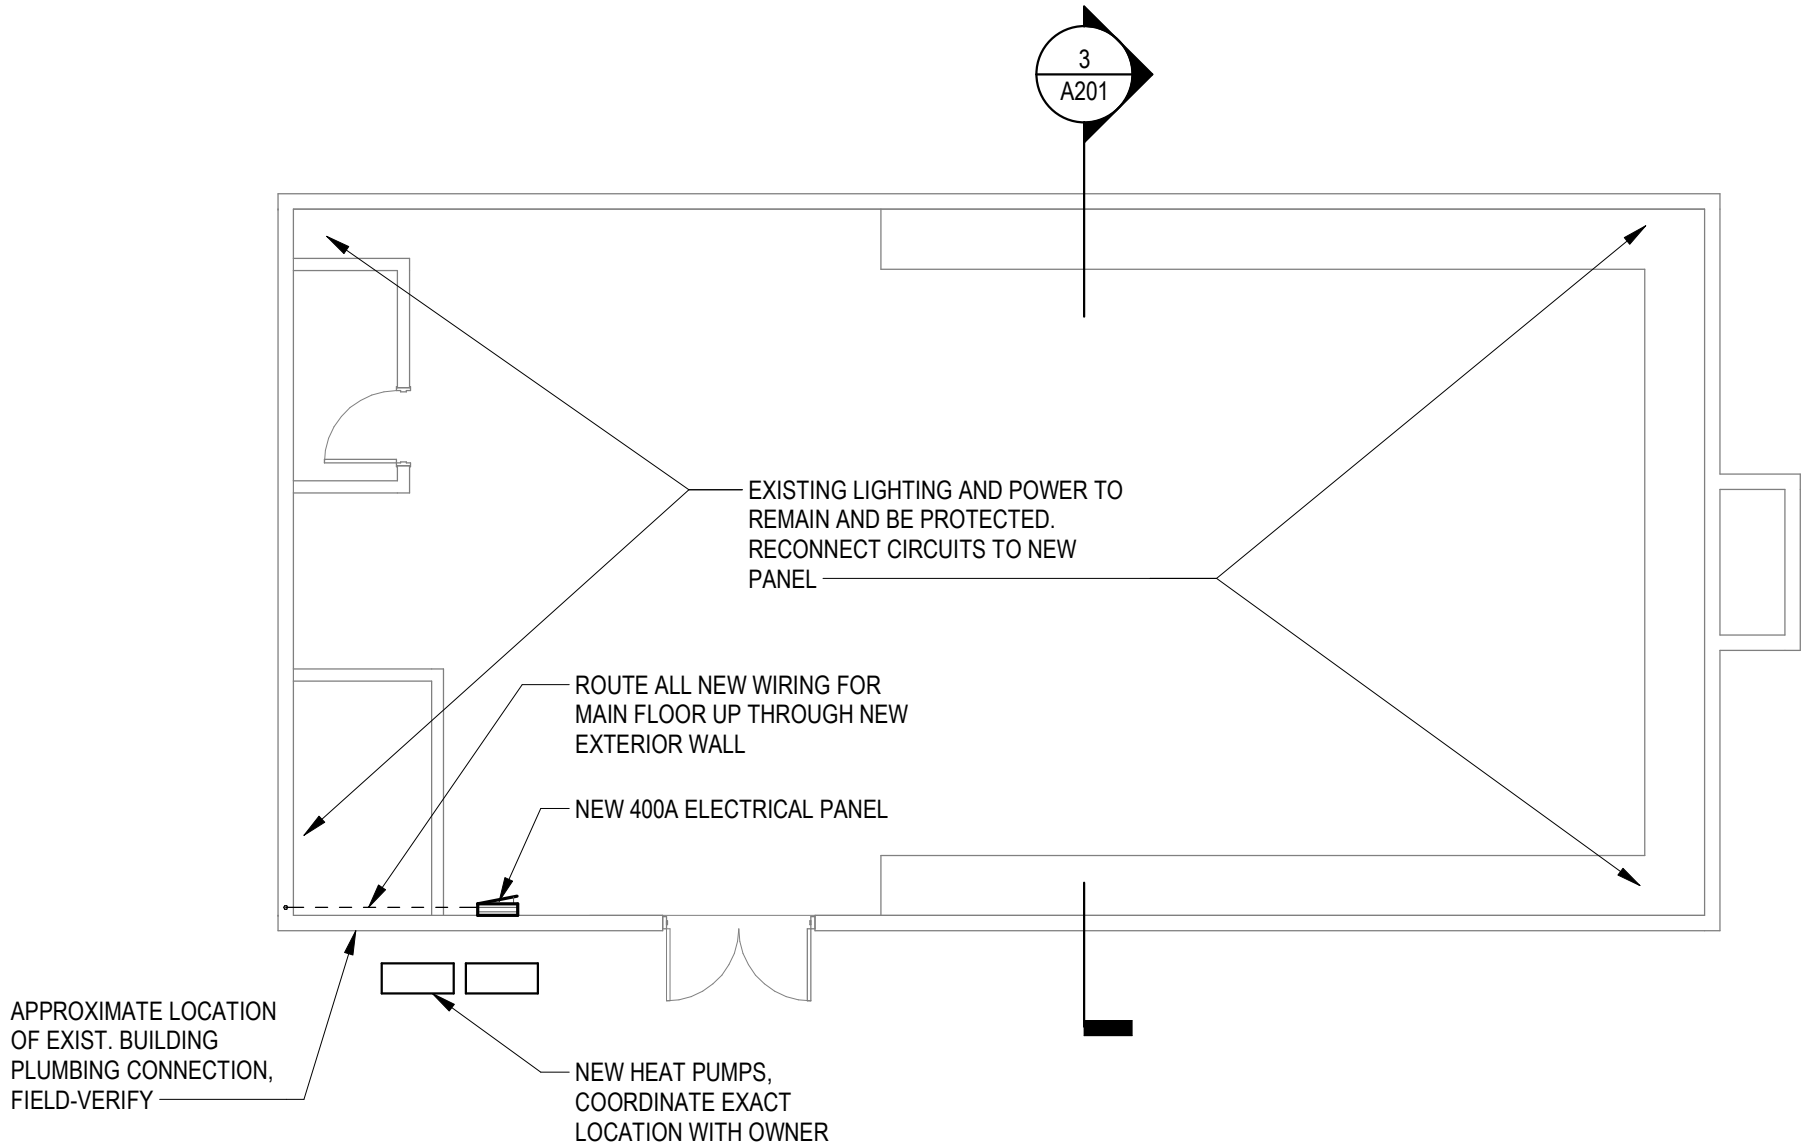 3
A201
EXISTING LIGHTING AND POWER TO
REMAIN AND BE PROTECTED.
RECONNECT CIRCUITS TO NEW
PANEL
ROUTE ALL NEW WIRING FOR
MAIN FLOOR UP THROUGH NEW
EXTERIOR WALL
NEW 400A ELECTRICAL PANEL
APPROXIMATE LOCATION
OF EXIST. BUILDING
PLUMBING CONNECTION,
FIELD-VERIFY
NEW HEAT PUMPS,
COORDINATE EXACT
LOCATION WITH OWNER